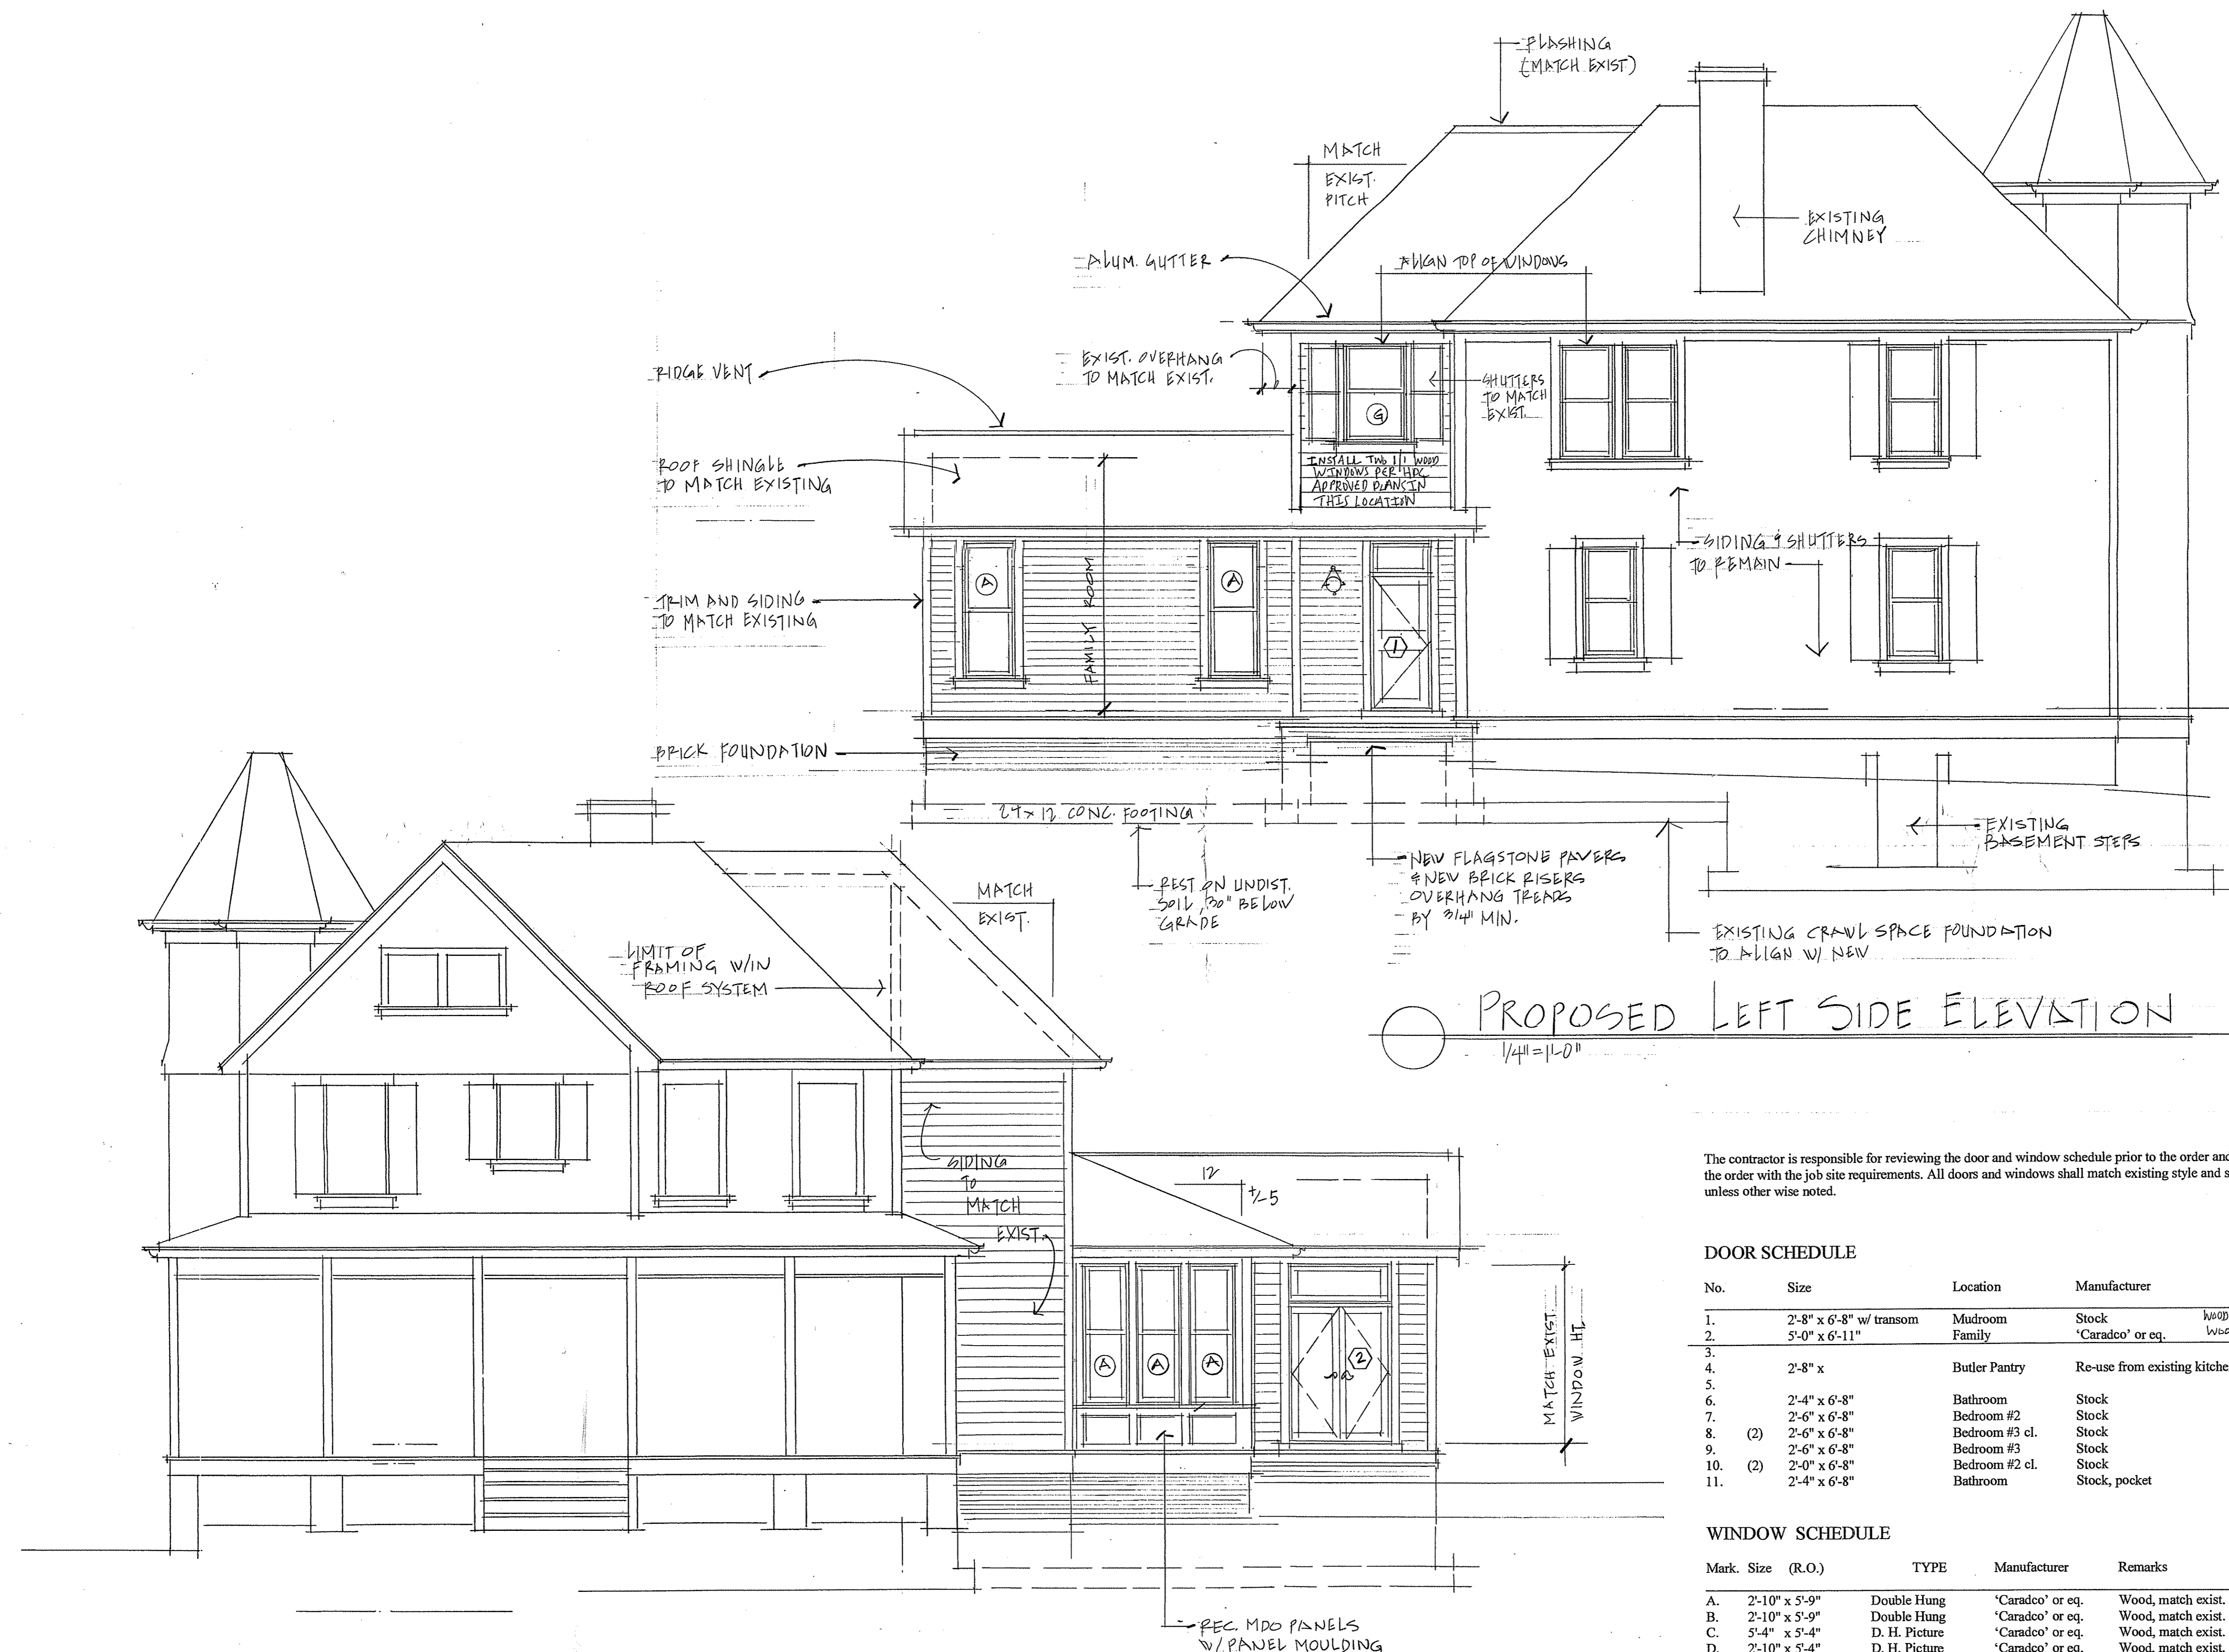 FLASHING
(MATCH EXIST)
MATCH
EXIST.
PITCH
EXISTING
CHIMNEY
ALUM. GUTTER
ALIGN TOP OF WINDOWS
EXIST. OVERHANG
TO MATCH EXIST.
RIDGE VENT
SHUTTERS
TO MATCH
EXIST.
G
ROOF SHINGLE
TO MATCH EXISTING
INSTALL TWO 1/1 WOOD
WINDOWS PER HPC
APPROVED PLANS IN
THIS LOCATION
SIDING & SHUTTERS
TO REMAIN
A
A
FAMILY ROOM
1
TRIM AND SIDING
TO MATCH EXISTING
BRICK FOUNDATION
24x12 CONC. FOOTING
EXISTING
BASEMENT STEPS
REST ON UNDIST.
SOIL, 30" BELOW
GRADE
NEW FLAGSTONE PAVERS
& NEW BRICK RISERS
OVERHANG TREADS
BY 3/4" MIN.
EXISTING CRAWL SPACE FOUNDATION
TO ALIGN W/ NEW
PROPOSED LEFT SIDE ELEVATION
1/4"=1'-0"
MATCH
EXIST.
LIMIT OF
FRAMING W/IN
ROOF SYSTEM
SIDING
TO
MATCH
EXIST.
12
+/-5
A
A
A
2
MATCH EXIST.
WINDOW HT.
REC. MDO PANELS
W/ PANEL MOULDING
The contractor is responsible for reviewing the door and window schedule prior to the order and
the order with the job site requirements. All doors and windows shall match existing style and s
unless other wise noted.
DOOR SCHEDULE
No. Size Location Manufacturer
1. 2'-8" x 6'-8" w/ transom Mudroom Stock WOOD
2. 5'-0" x 6'-11" Family 'Caradco' or eq. WOO
3.
4. 2'-8" x Butler Pantry Re-use from existing kitche
5.
6. 2'-4" x 6'-8" Bathroom Stock
7. 2'-6" x 6'-8" Bedroom #2 Stock
8. (2) 2'-6" x 6'-8" Bedroom #3 cl. Stock
9. 2'-6" x 6'-8" Bedroom #3 Stock
10. (2) 2'-0" x 6'-8" Bedroom #2 cl. Stock
11. 2'-4" x 6'-8" Bathroom Stock, pocket
WINDOW SCHEDULE
Mark. Size (R.O.) TYPE Manufacturer Remarks
A. 2'-10" x 5'-9" Double Hung 'Caradco' or eq. Wood, match exist.
B. 2'-10" x 5'-9" Double Hung 'Caradco' or eq. Wood, match exist.
C. 5'-4" x 5'-4" D. H. Picture 'Caradco' or eq. Wood, match exist.
D. 2'-10" x 5'-4" D. H. Picture 'Caradco' or eq. Wood, match exist.